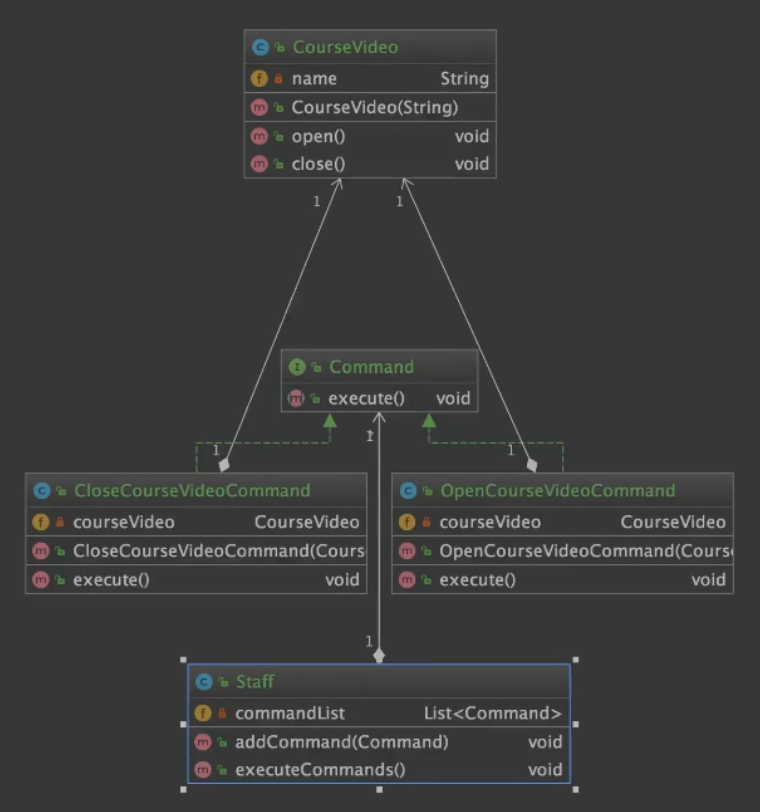 CourseVideo
name String
CourseVideo(String)
open() void
close() void
1 1
Command
execute() void
1 1
CloseCourseVideoCommand
courseVideo CourseVideo
CloseCourseVideoCommand(Cours
execute() void
OpenCourseVideoCommand
courseVideo CourseVideo
OpenCourseVideoCommand(Course
execute() void
1
Staff
commandList List<Command>
addCommand(Command) void
executeCommands() void